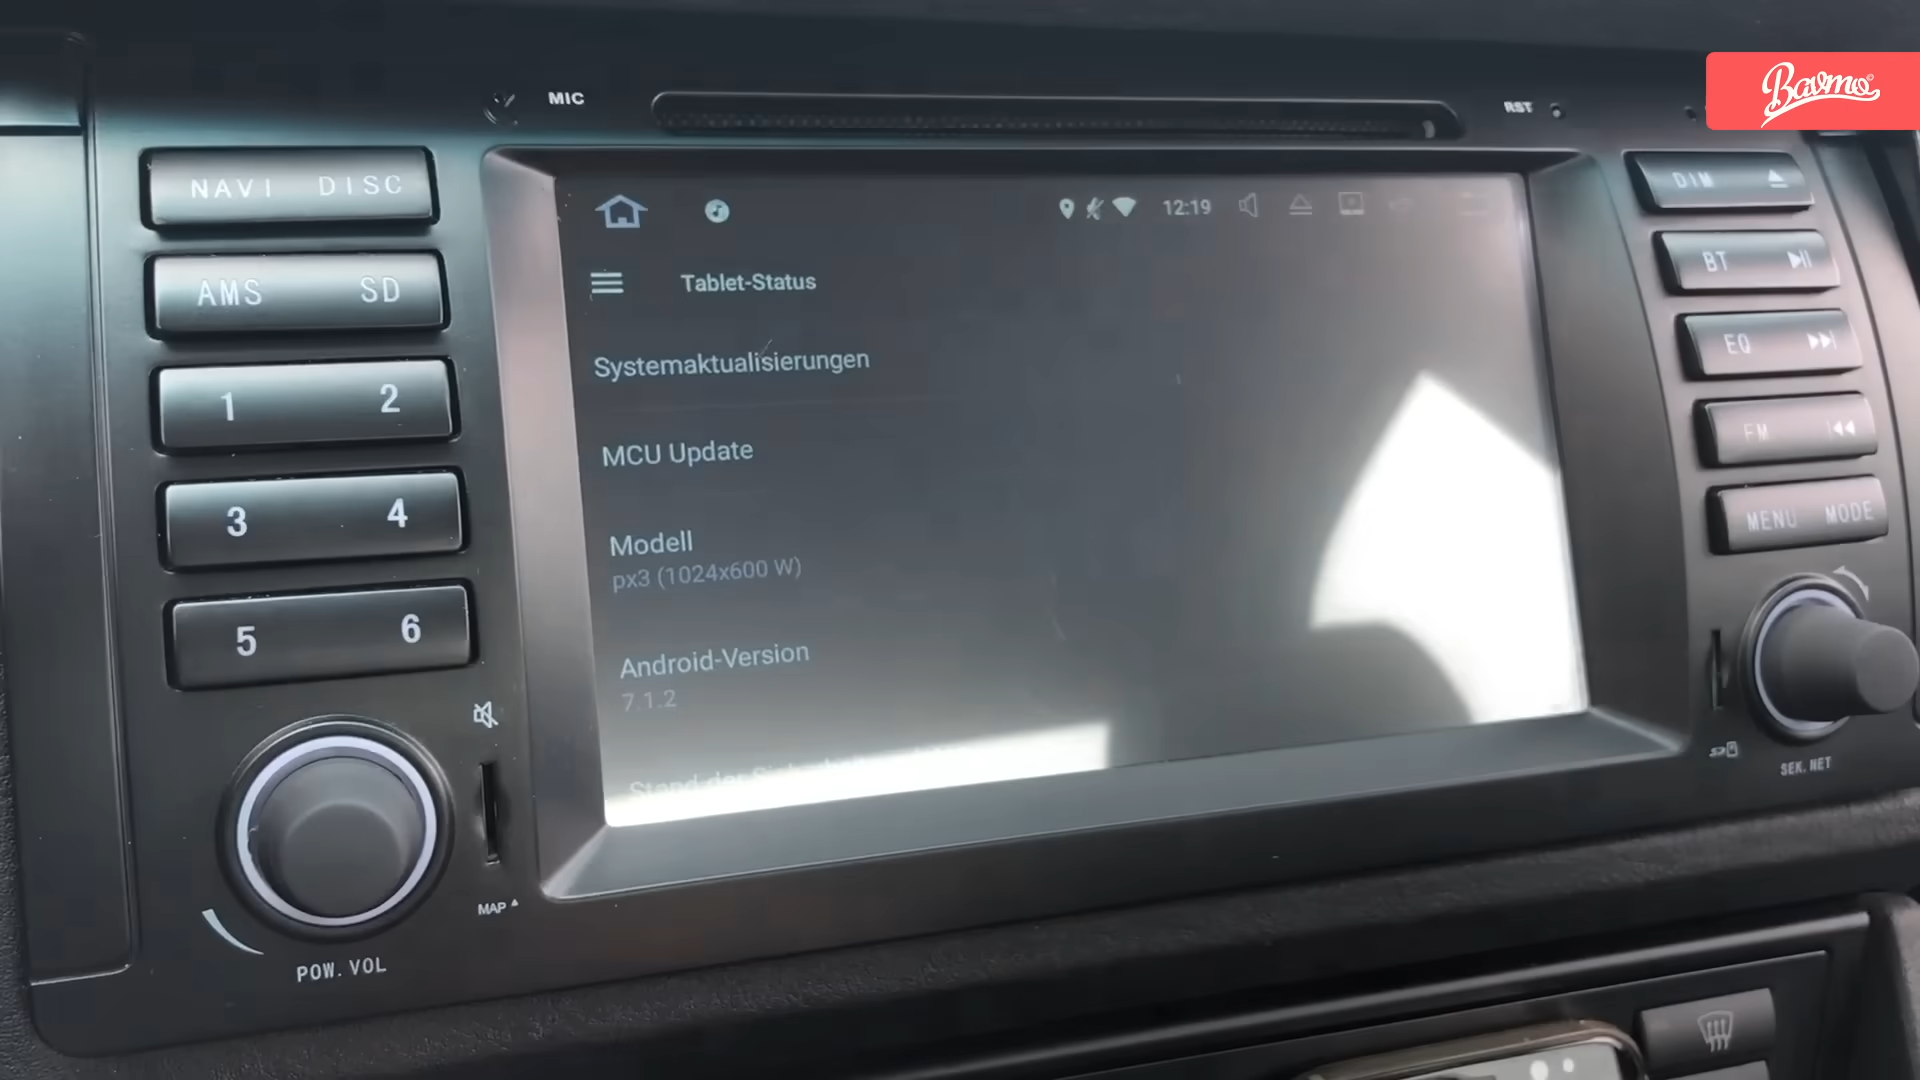 Bavmo
MIC
RST
NAVI DISC
AMS SD
1 2
3 4
5 6
POW. VOL
MAP
12:19
Tablet-Status
Systemaktualisierungen
MCU Update
Modell
px3 (1024x600 W)
Android-Version
7.1.2
Stand der
DIM
BT
EQ
FM
MENU MODE
SEK. NET